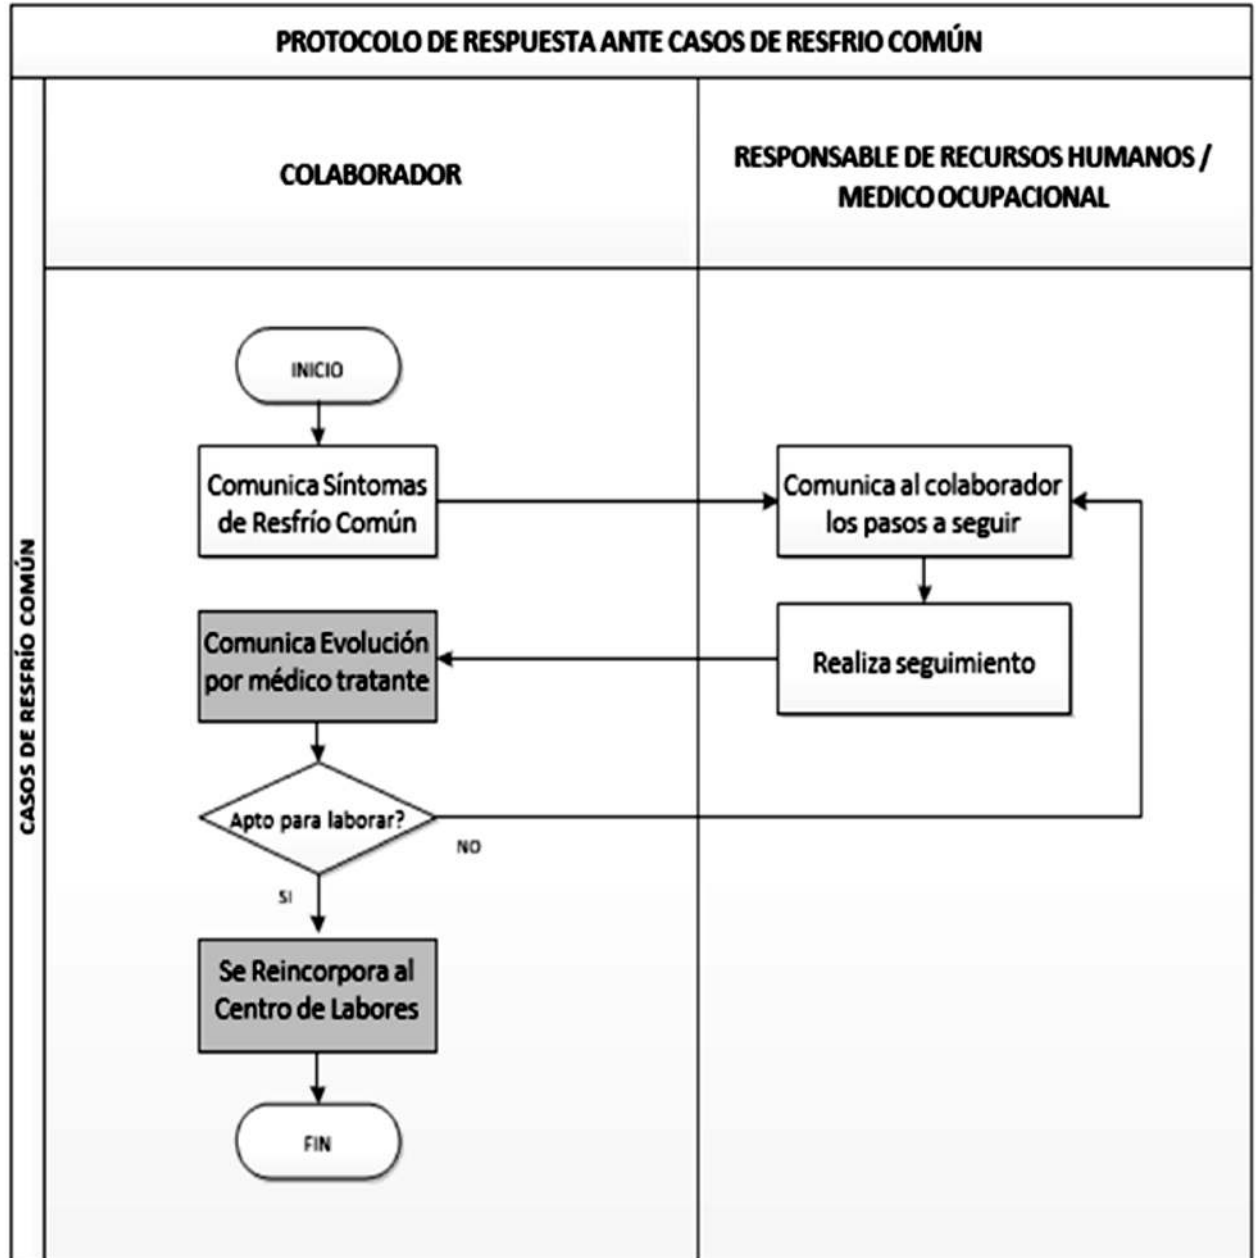 PROTOCOLO DE RESPUESTA ANTE CASOS DE RESFRIO COMÚN
COLABORADOR
RESPONSABLE DE RECURSOS HUMANOS /
MEDICO OCUPACIONAL
CASOS DE RESFRÍO COMÚN
INICIO
Comunica Síntomas
de Resfrío Común
Comunica al colaborador
los pasos a seguir
Comunica Evolución
por médico tratante
Realiza seguimiento
Apto para laborar?
NO
SI
Se Reincorpora al
Centro de Labores
FIN